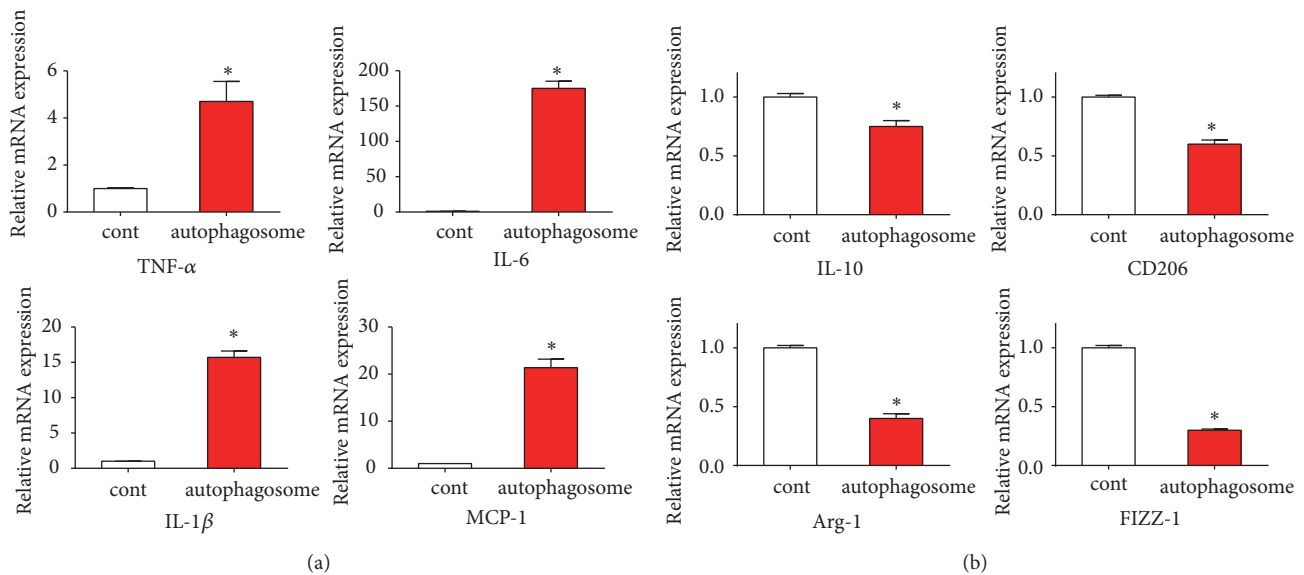 Relative mRNA expression
6
4
2
0
*
cont autophagosome
TNF-α
Relative mRNA expression
200
150
100
50
0
*
cont autophagosome
IL-6
Relative mRNA expression
20
15
10
5
0
*
cont autophagosome
IL-1β
Relative mRNA expression
30
20
10
0
*
cont autophagosome
MCP-1
(a)
Relative mRNA expression
1.0
0.5
0.0
*
cont autophagosome
IL-10
Relative mRNA expression
1.0
0.5
0.0
*
cont autophagosome
CD206
Relative mRNA expression
1.0
0.5
0.0
*
cont autophagosome
Arg-1
Relative mRNA expression
1.0
0.5
0.0
*
cont autophagosome
FIZZ-1
(b)